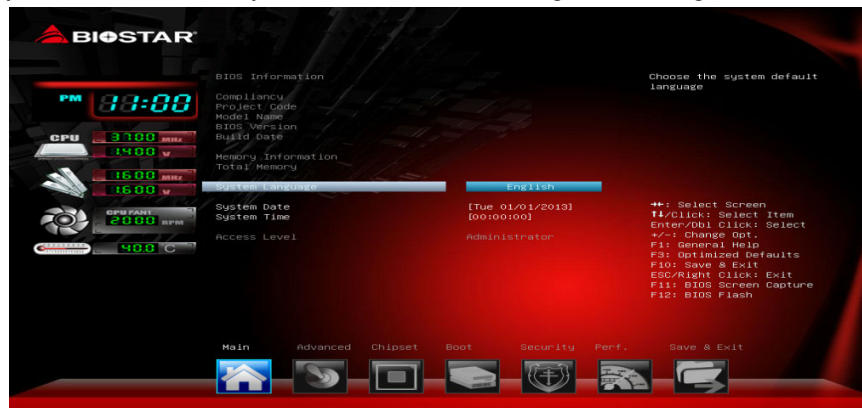 BIOSTAR
BIOS Information
Choose the system default
language
PM 11:00
Compliancy
Project Code
Model Name
BIOS Version
Build Date
CPU 3700 MHz
1.400 V
Memory Information
Total Memory
1600 MHz
1.600 V
System Language English
System Date [Tue 01/01/2013]
System Time [00:00:00]
CPU FAN1
2000 RPM
Access Level Administrator
40.0 C
: Select Screen
↑↓/Click: Select Item
Enter/Dbl Click: Select
+/-: Change Opt.
F1: General Help
F3: Optimized Defaults
F10: Save & Exit
ESC/Right Click: Exit
F11: BIOS Screen Capture
F12: BIOS Flash
Main Advanced Chipset Boot Security Perf. Save & Exit